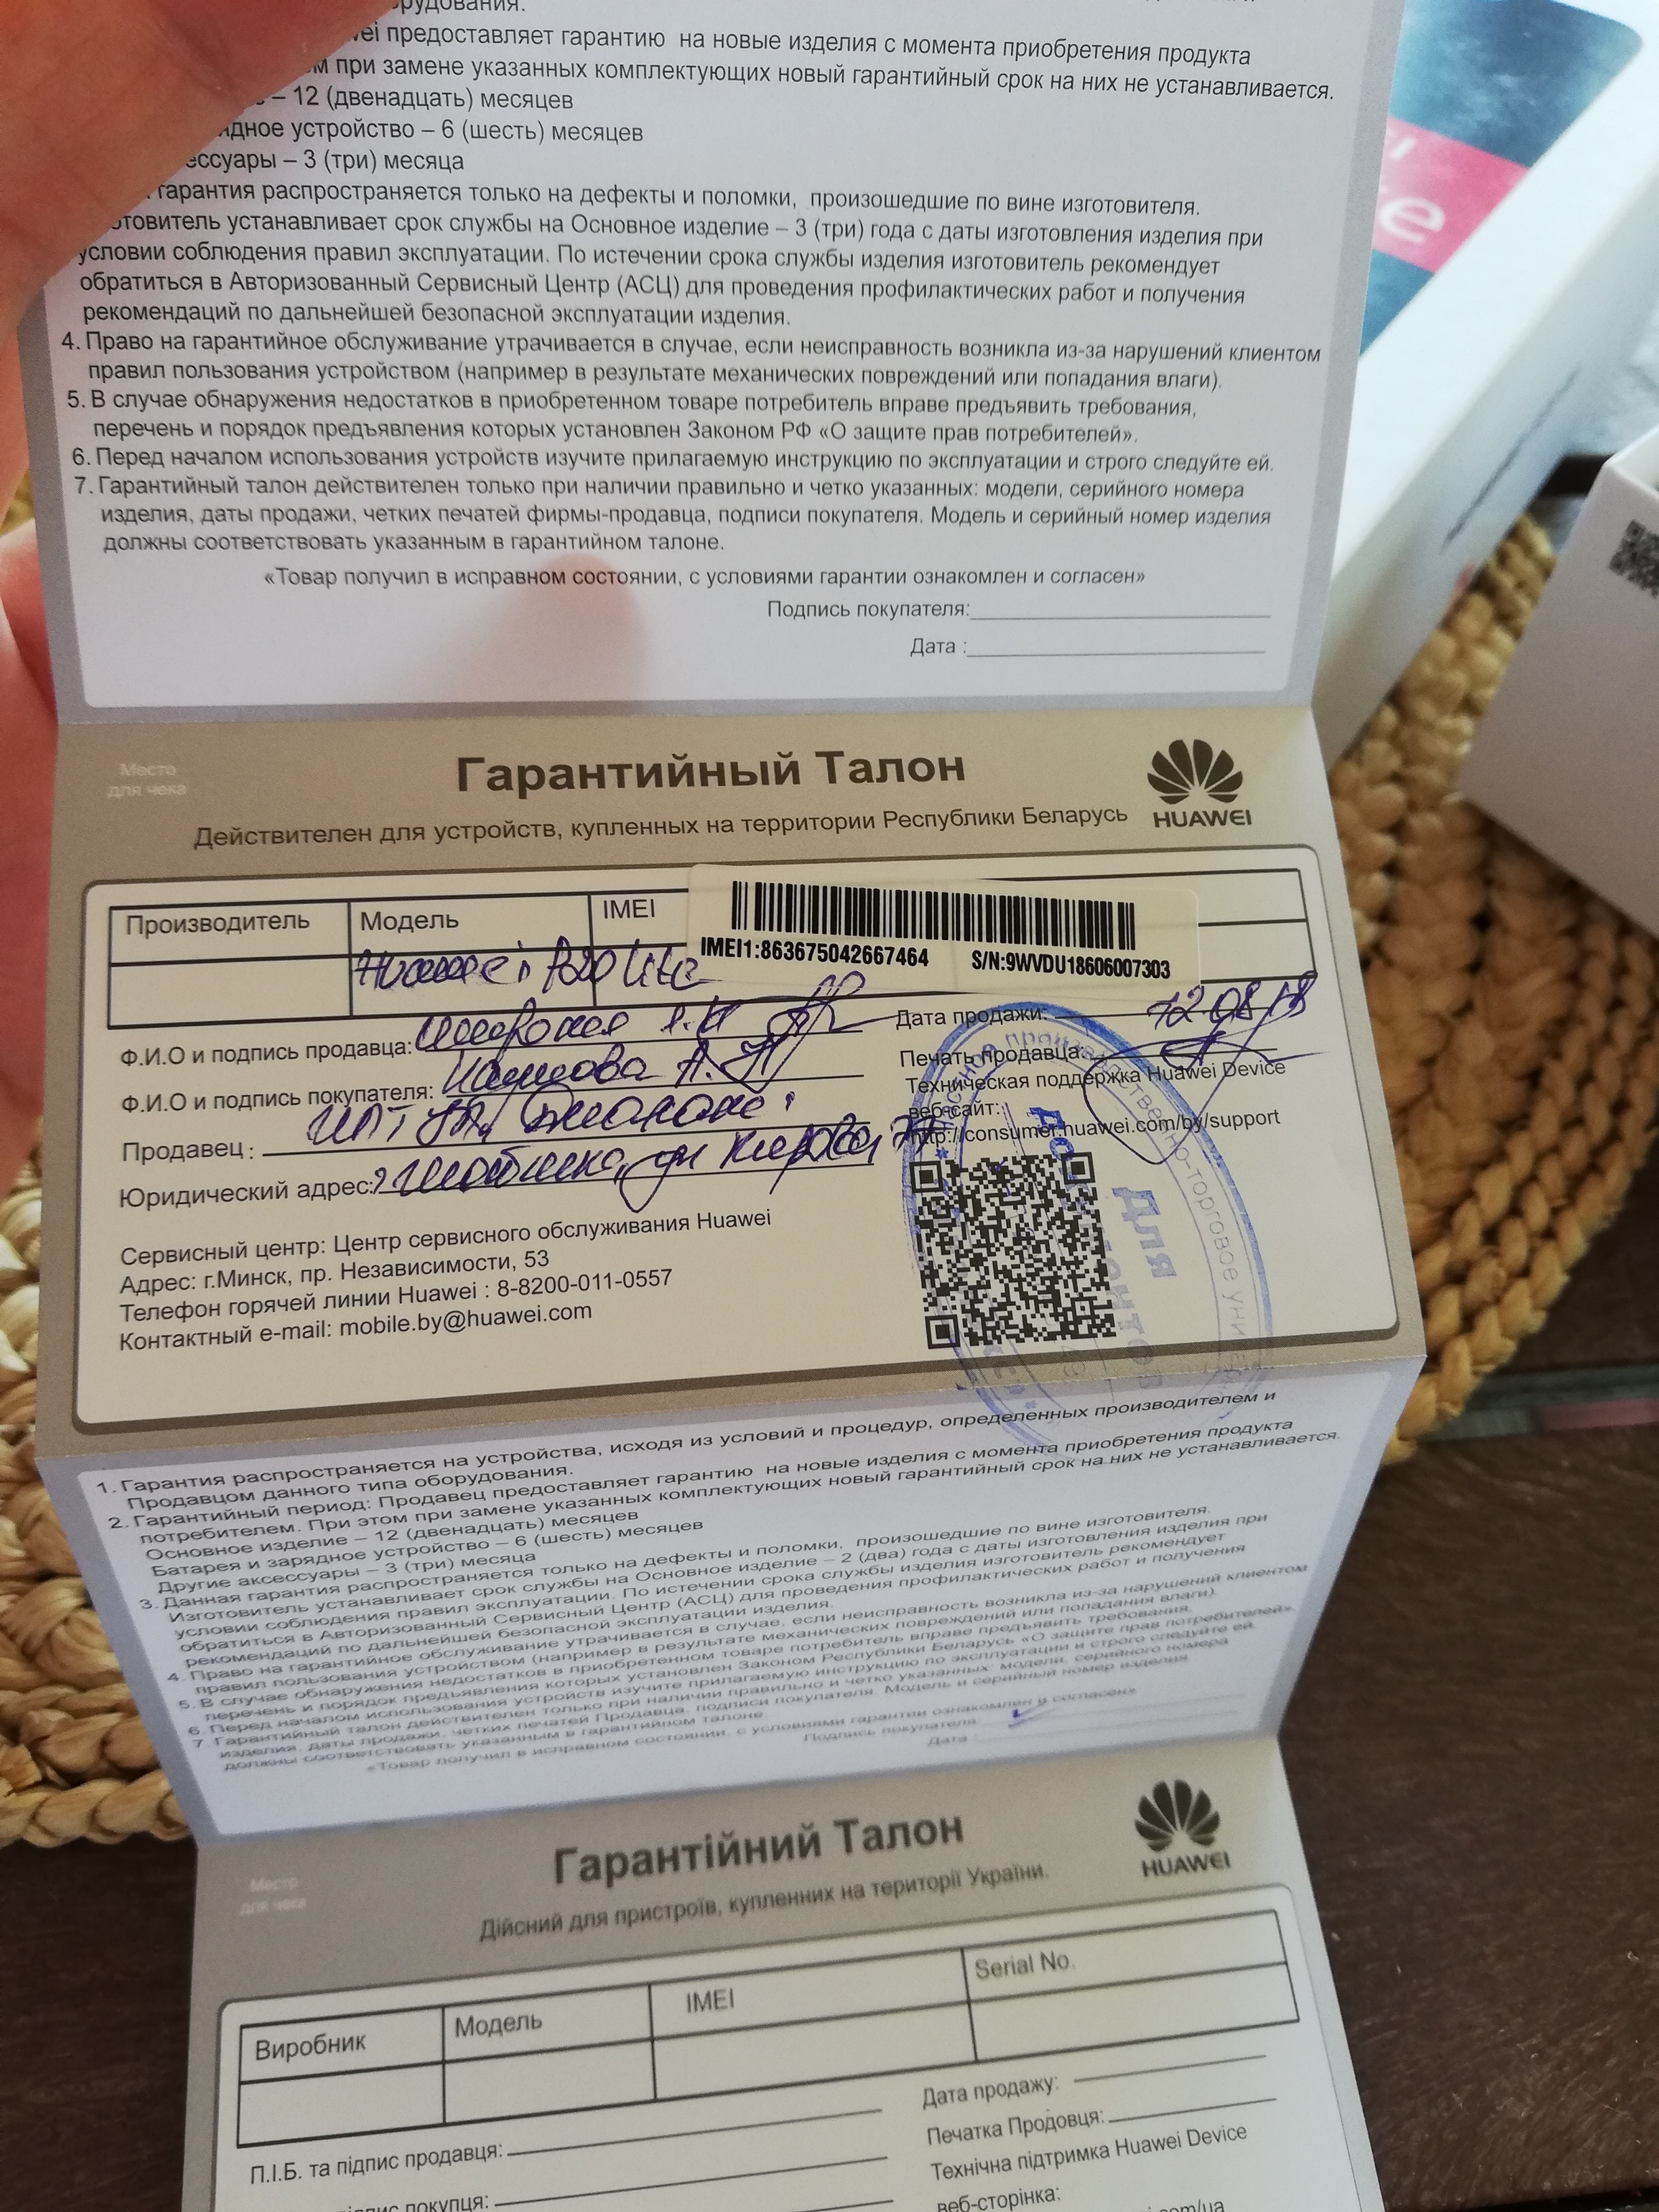 орудования.
ei предоставляет гарантию на новые изделия с момента приобретения продукта
м при замене указанных комплектующих новый гарантийный срок на них не устанавливается.
– 12 (двенадцать) месяцев
ядное устройство – 6 (шесть) месяцев
ессуары – 3 (три) месяца
гарантия распространяется только на дефекты и поломки, произошедшие по вине изготовителя.
отовитель устанавливает срок службы на Основное изделие – 3 (три) года с даты изготовления изделия при
условии соблюдения правил эксплуатации. По истечении срока службы изделия изготовитель рекомендует
обратиться в Авторизованный Сервисный Центр (АСЦ) для проведения профилактических работ и получения
рекомендаций по дальнейшей безопасной эксплуатации изделия.
4. Право на гарантийное обслуживание утрачивается в случае, если неисправность возникла из-за нарушений клиентом
правил пользования устройством (например в результате механических повреждений или попадания влаги).
5. В случае обнаружения недостатков в приобретенном товаре потребитель вправе предъявить требования,
перечень и порядок предъявления которых установлен Законом РФ «О защите прав потребителей».
6. Перед началом использования устройств изучите прилагаемую инструкцию по эксплуатации и строго следуйте ей.
7. Гарантийный талон действителен только при наличии правильно и четко указанных: модели, серийного номера
изделия, даты продажи, четких печатей фирмы-продавца, подписи покупателя. Модель и серийный номер изделия
должны соответствовать указанным в гарантийном талоне.
«Товар получил в исправном состоянии, с условиями гарантии ознакомлен и согласен»
Подпись покупателя:
Дата :
Место
для чека
Гарантийный Талон
HUAWEI
Действителен для устройств, купленных на территории Республики Беларусь
Производитель Модель IMEI
Huawei P20 Lite
IMEI1:863675042667464 S/N:9WVDU18606007303
Ф.И.О и подпись продавца:
Дата продажи: 12.08.18
Ф.И.О и подпись покупателя:
Печать продавца:
Техническая поддержка Huawei Device
веб-сайт:
http://consumer.huawei.com/by/support
Продавец :
Юридический адрес:
Для
Сервисный центр: Центр сервисного обслуживания Huawei
Адрес: г.Минск, пр. Независимости, 53
Телефон горячей линии Huawei : 8-8200-011-0557
Контактный e-mail: mobile.by@huawei.com
1. Гарантия распространяется на устройства, исходя из условий и процедур, определенных производителем и
Продавцом данного типа оборудования.
2. Гарантийный период: Продавец предоставляет гарантию на новые изделия с момента приобретения продукта
потребителем. При этом при замене указанных комплектующих новый гарантийный срок на них не устанавливается.
Основное изделие – 12 (двенадцать) месяцев
Батарея и зарядное устройство – 6 (шесть) месяцев
Другие аксессуары – 3 (три) месяца
3. Данная гарантия распространяется только на дефекты и поломки, произошедшие по вине изготовителя.
Изготовитель устанавливает срок службы на Основное изделие – 2 (два) года с даты изготовления изделия при
условии соблюдения правил эксплуатации. По истечении срока службы изделия изготовитель рекомендует
обратиться в Авторизованный Сервисный Центр (АСЦ) для проведения профилактических работ и получения
рекомендаций по дальнейшей безопасной эксплуатации изделия.
4. Право на гарантийное обслуживание утрачивается в случае, если неисправность возникла из-за нарушений клиентом
правил пользования устройством (например в результате механических повреждений или попадания влаги).
5. В случае обнаружения недостатков в приобретенном товаре потребитель вправе предъявить требования,
перечень и порядок предъявления которых установлен Законом Республики Беларусь «О защите прав потребителей».
6. Перед началом использования устройств изучите прилагаемую инструкцию по эксплуатации и строго следуйте ей.
7. Гарантийный талон действителен только при наличии правильно и четко указанных: модели, серийного номера
изделия, даты продажи, четких печатей Продавца, подписи покупателя. Модель и серийный номер изделия
должны соответствовать указанным в гарантийном талоне.
«Товар получил в исправном состоянии, с условиями гарантии ознакомлен и согласен»
Подпись покупателя
Дата
Место
для чека
Гарантійний Талон
HUAWEI
Дійсний для пристроїв, купленних на території України.
Виробник Модель IMEI Serial No.
Дата продажу:
П.І.Б. та підпис продавця:
Печатка Продовця:
Технічна підтримка Huawei Device
підпис покупця:
веб-сторінка: